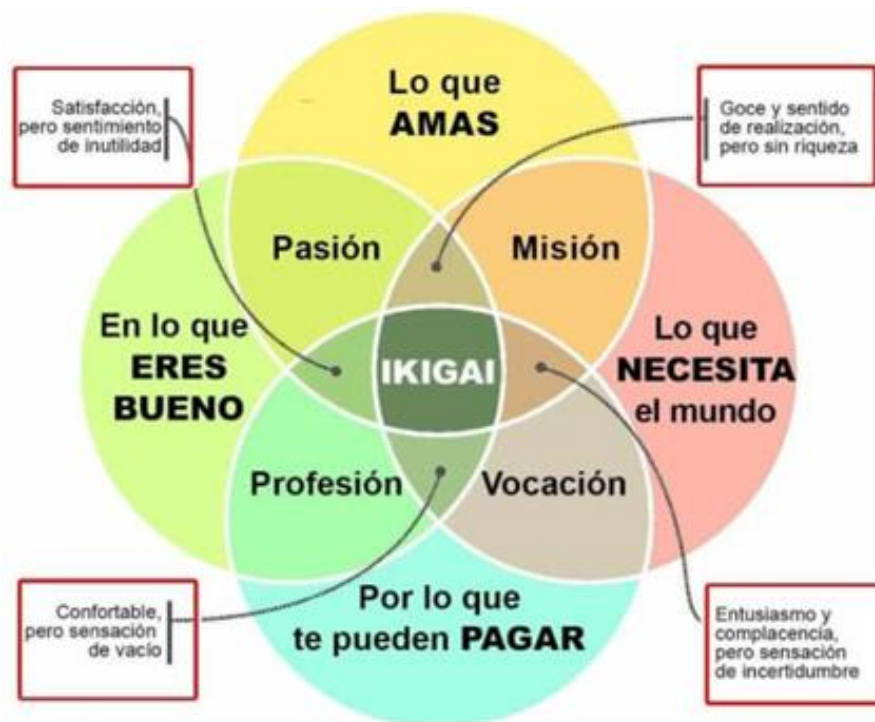 Lo que
AMAS
Satisfacción,
pero sentimiento
de inutilidad
Goce y sentido
de realización,
pero sin riqueza
Pasión
Misión
En lo que
ERES
BUENO
IKIGAI
Lo que
NECESITA
el mundo
Profesión
Vocación
Por lo que
te pueden PAGAR
Confortable,
pero sensación
de vacío
Entusiasmo y
complacencia,
pero sensación
de incertidumbre